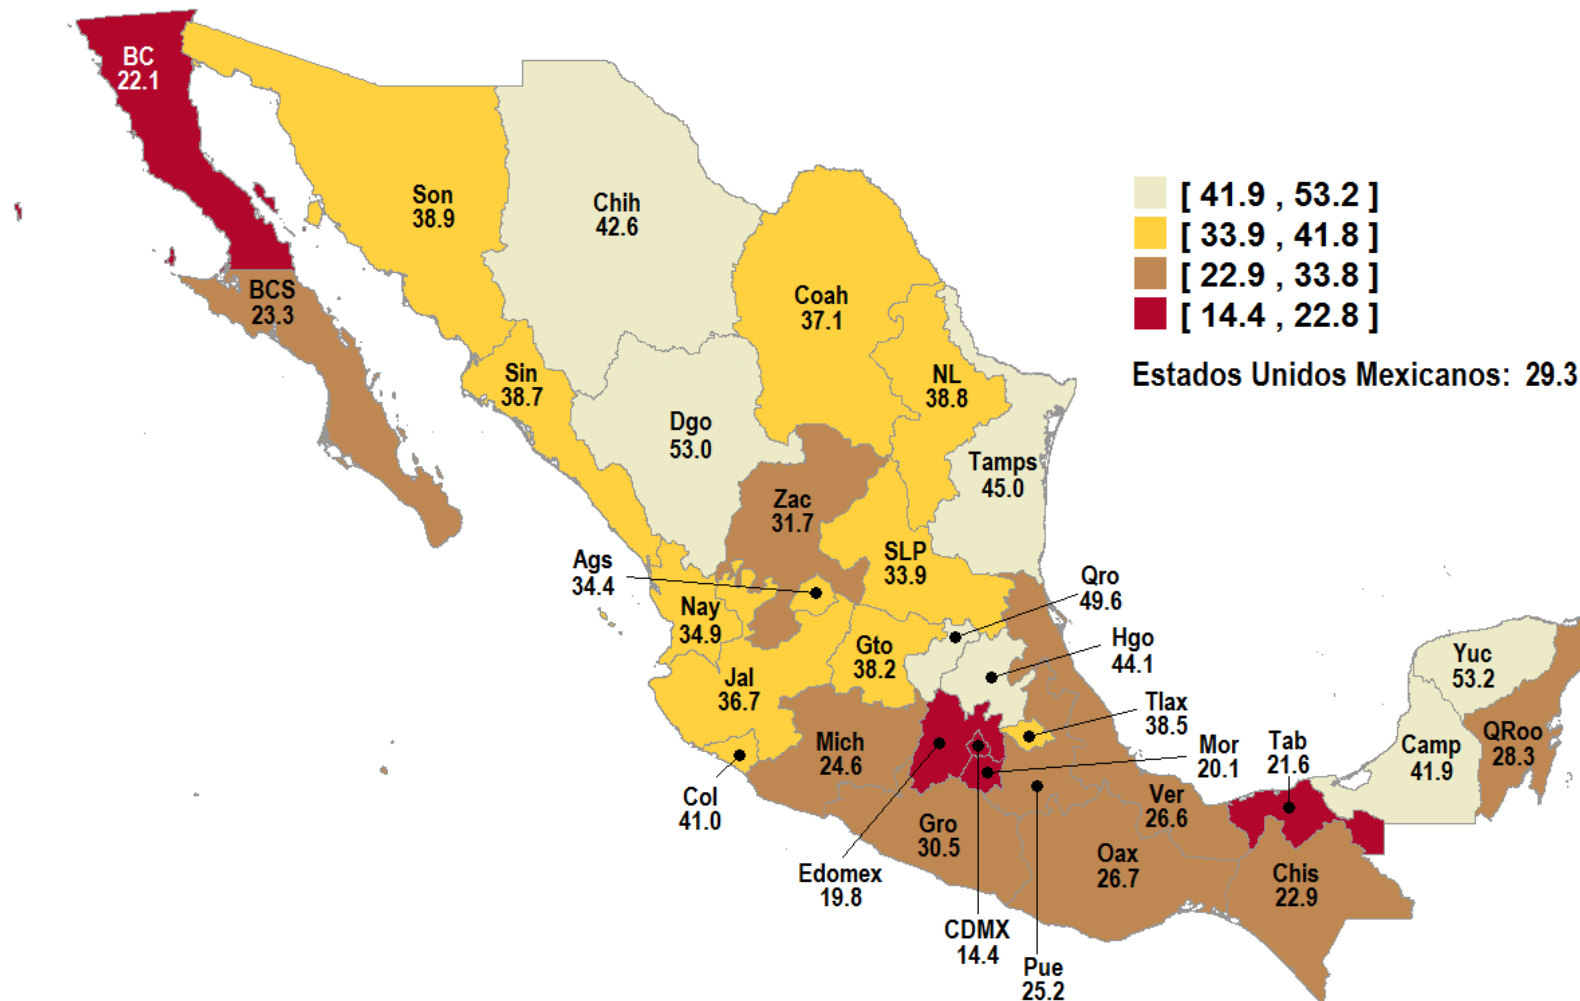 BC
22.1
Son
38.9
Chih
42.6
BCS
23.3
Coah
37.1
Sin
38.7
NL
38.8
Dgo
53.0
Tamps
45.0
Zac
31.7
SLP
33.9
Ags
34.4
Nay
34.9
Qro
49.6
Hgo
44.1
Gto
38.2
Jal
36.7
Tlax
38.5
Mich
24.6
Mor
20.1
Tab
21.6
Yuc
53.2
Camp
41.9
QRoo
28.3
Col
41.0
Gro
30.5
Ver
26.6
Oax
26.7
Chis
22.9
Edomex
19.8
CDMX
14.4
Pue
25.2
[ 41.9 , 53.2 ]
[ 33.9 , 41.8 ]
[ 22.9 , 33.8 ]
[ 14.4 , 22.8 ]
Estados Unidos Mexicanos: 29.3